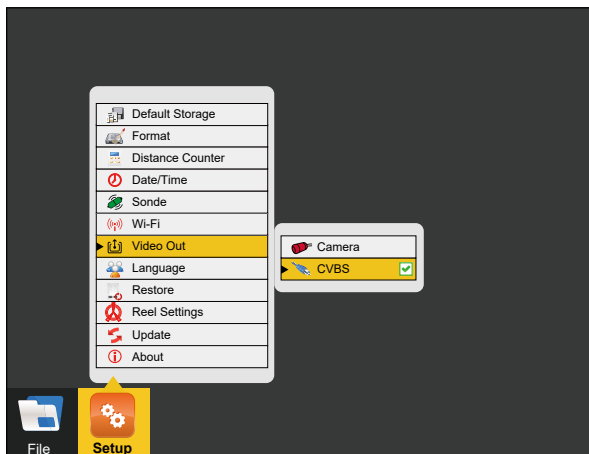 Default Storage
Format
Distance Counter
Date/Time
Sonde
Wi-Fi
Video Out
Language
Restore
Reel Settings
Update
About
Camera
CVBS
File
Setup